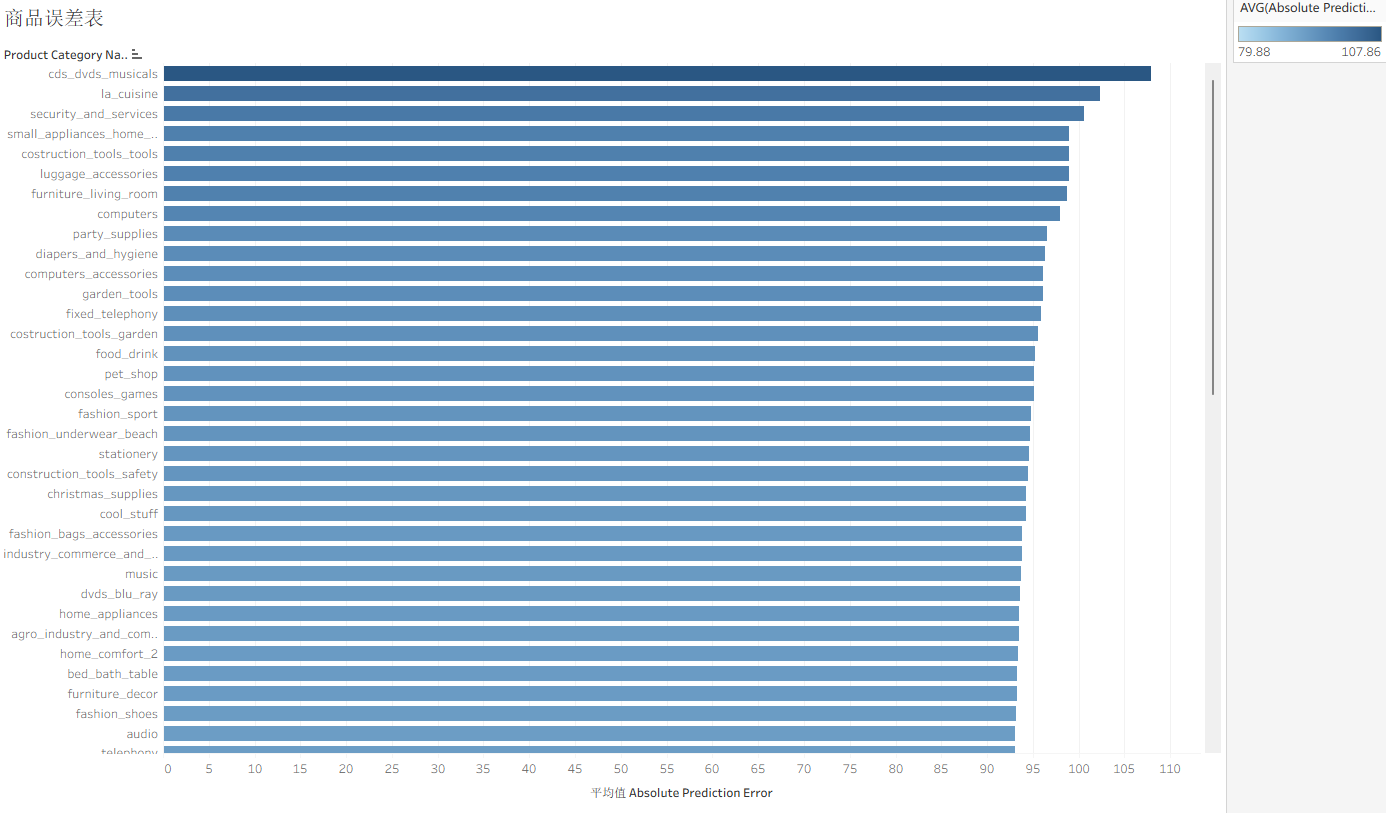 商品误差表
AVG(Absolute Predicti...
79.88 107.86
Product Category Na..
cds_dvds_musicals
la_cuisine
security_and_services
small_appliances_home_..
costruction_tools_tools
luggage_accessories
furniture_living_room
computers
party_supplies
diapers_and_hygiene
computers_accessories
garden_tools
fixed_telephony
costruction_tools_garden
food_drink
pet_shop
consoles_games
fashion_sport
fashion_underwear_beach
stationery
construction_tools_safety
christmas_supplies
cool_stuff
fashion_bags_accessories
industry_commerce_and_..
music
dvds_blu_ray
home_appliances
agro_industry_and_com..
home_comfort_2
bed_bath_table
furniture_decor
fashion_shoes
audio
telephony
0 5 10 15 20 25 30 35 40 45 50 55 60 65 70 75 80 85 90 95 100 105 110
平均值 Absolute Prediction Error